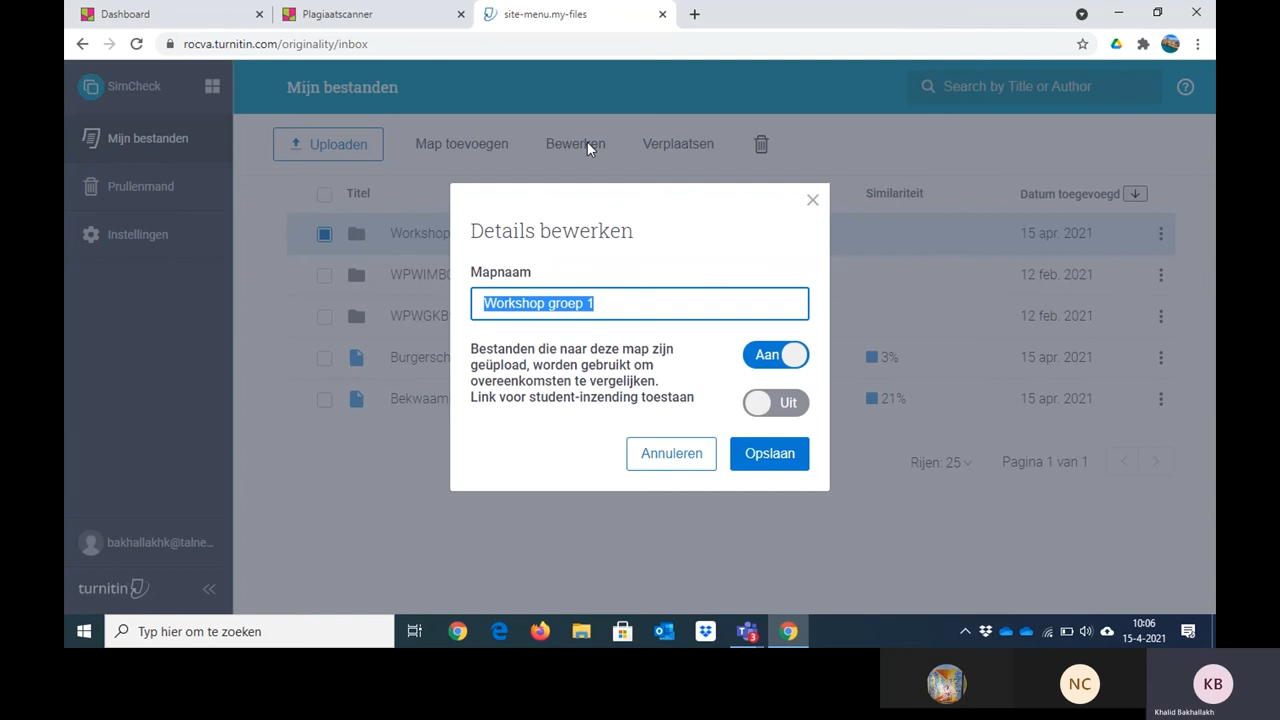 Dashboard
Plagiaatscanner
site-menu.my-files
rocva.turnitin.com/originality/inbox
SimCheck
Mijn bestanden
Search by Title or Author
Mijn bestanden
Uploaden
Map toevoegen
Bewerken
Verplaatsen
Prullenmand
Titel
Similariteit
Datum toegevoegd
Instellingen
Workshop
15 apr. 2021
12 feb. 2021
12 feb. 2021
Burgersch
3%
15 apr. 2021
Bekwaam
21%
15 apr. 2021
Rijen: 25
Pagina 1 van 1
Details bewerken
Mapnaam
Workshop groep 1
Bestanden die naar deze map zijn
geüpload, worden gebruikt om
overeenkomsten te vergelijken.
Aan
Link voor student-inzending toestaan
Uit
Annuleren
Opslaan
bakhallakhk@talne...
turnitin
Typ hier om te zoeken
3
10:06
15-4-2021
NC
KB
Khalid Bakhallakh